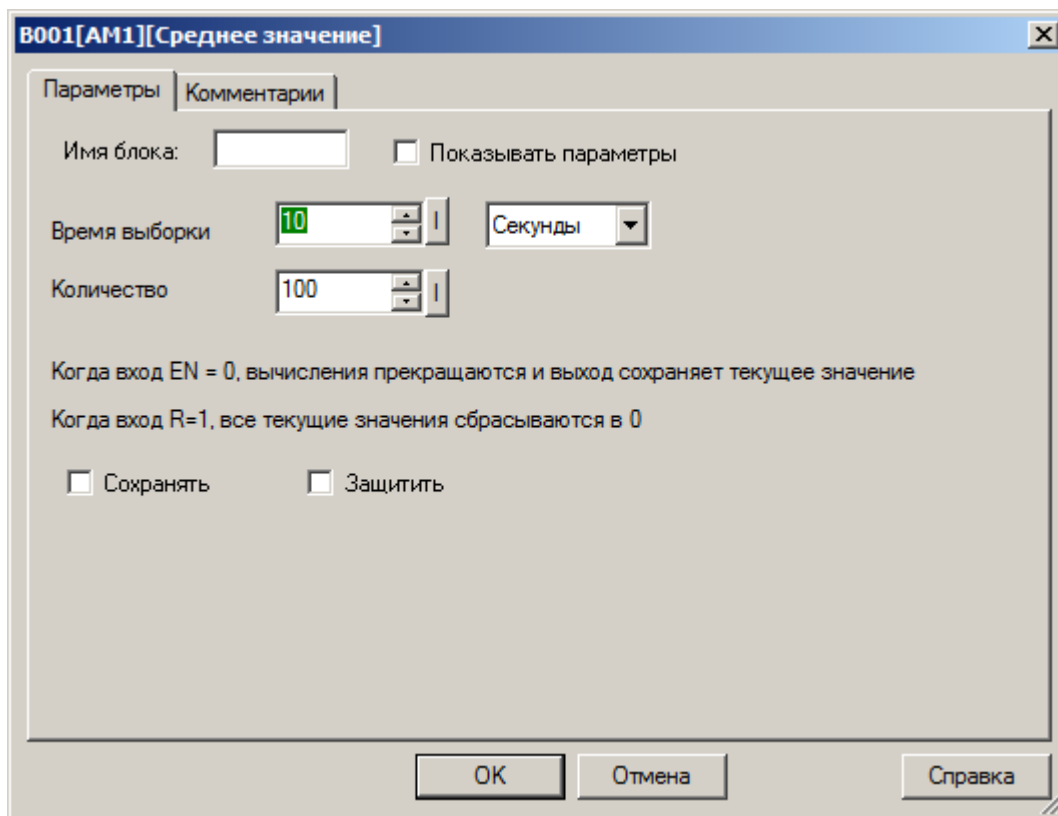 B001[AM1][Среднее значение]
Параметры Комментарии
Имя блока: Показывать параметры
Время выборки 10 I Секунды
Количество 100 I
Когда вход EN = 0, вычисления прекращаются и выход сохраняет текущее значение
Когда вход R=1, все текущие значения сбрасываются в 0
Сохранять Защитить
OK Отмена Справка